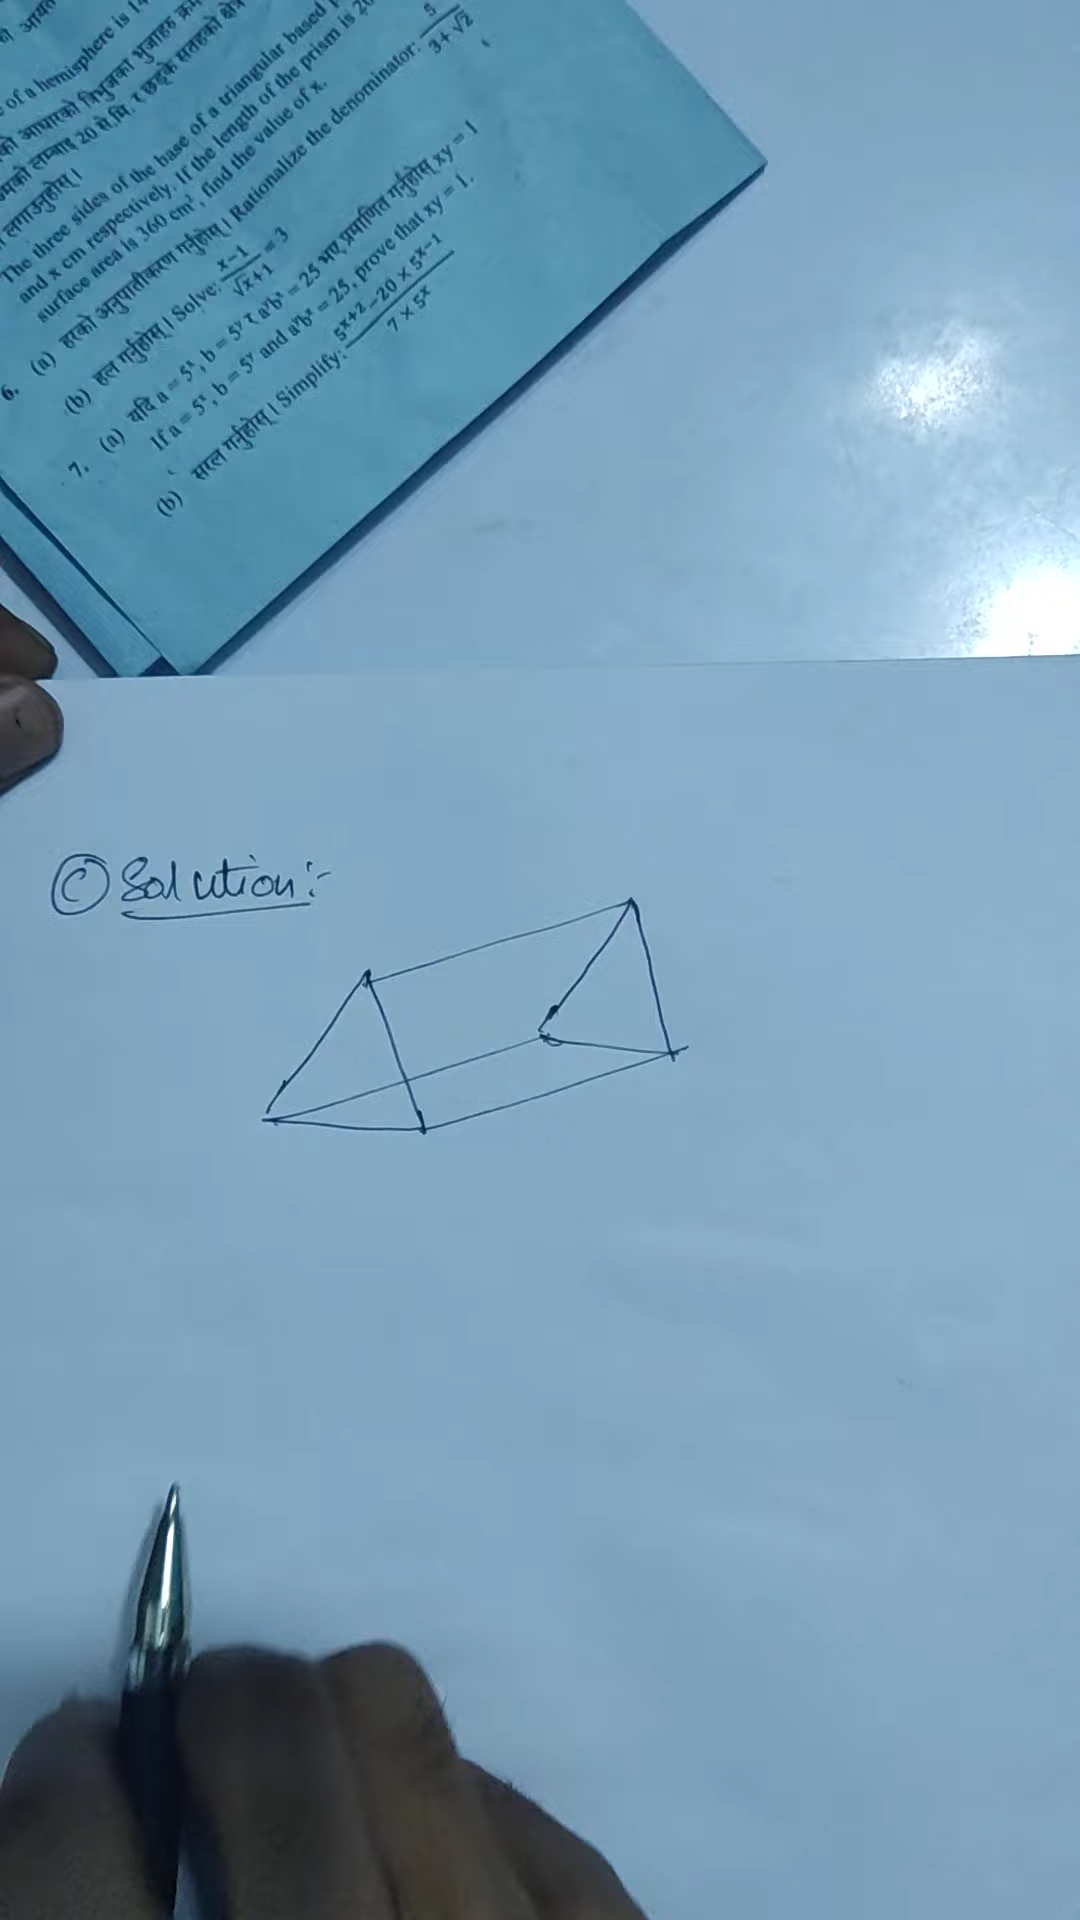 को आयत
of a hemisphere is 14
को आधारको त्रिभुजका भुजाहरु क्रम
लम्बाइ 20 से.मि. र छड्के सतहको क्षेत्र
लगाउनुहोस् ।
The three sides of the base of a triangular based
and x cm respectively. If the length of the prism is 20
surface area is 360 cm², find the value of x.
6. (a) हरको अनुपातीकरण गर्नुहोस् । Rationalize the denominator: 5/(3+√2)
(b) हल गर्नुहोस् । Solve: (x−1)/(√x+1) = 3
7. (a) यदि a = 5ˣ, b = 5ʸ र aʸbˣ = 25 भए प्रमाणित गर्नुहोस् xy = 1
If a = 5ˣ, b = 5ʸ and aʸbˣ = 25, prove that xy = 1.
(b) सरल गर्नुहोस् । Simplify: (5ˣ⁺² − 20 × 5ˣ⁻¹)/(7 × 5ˣ)
Ⓒ Solution:-